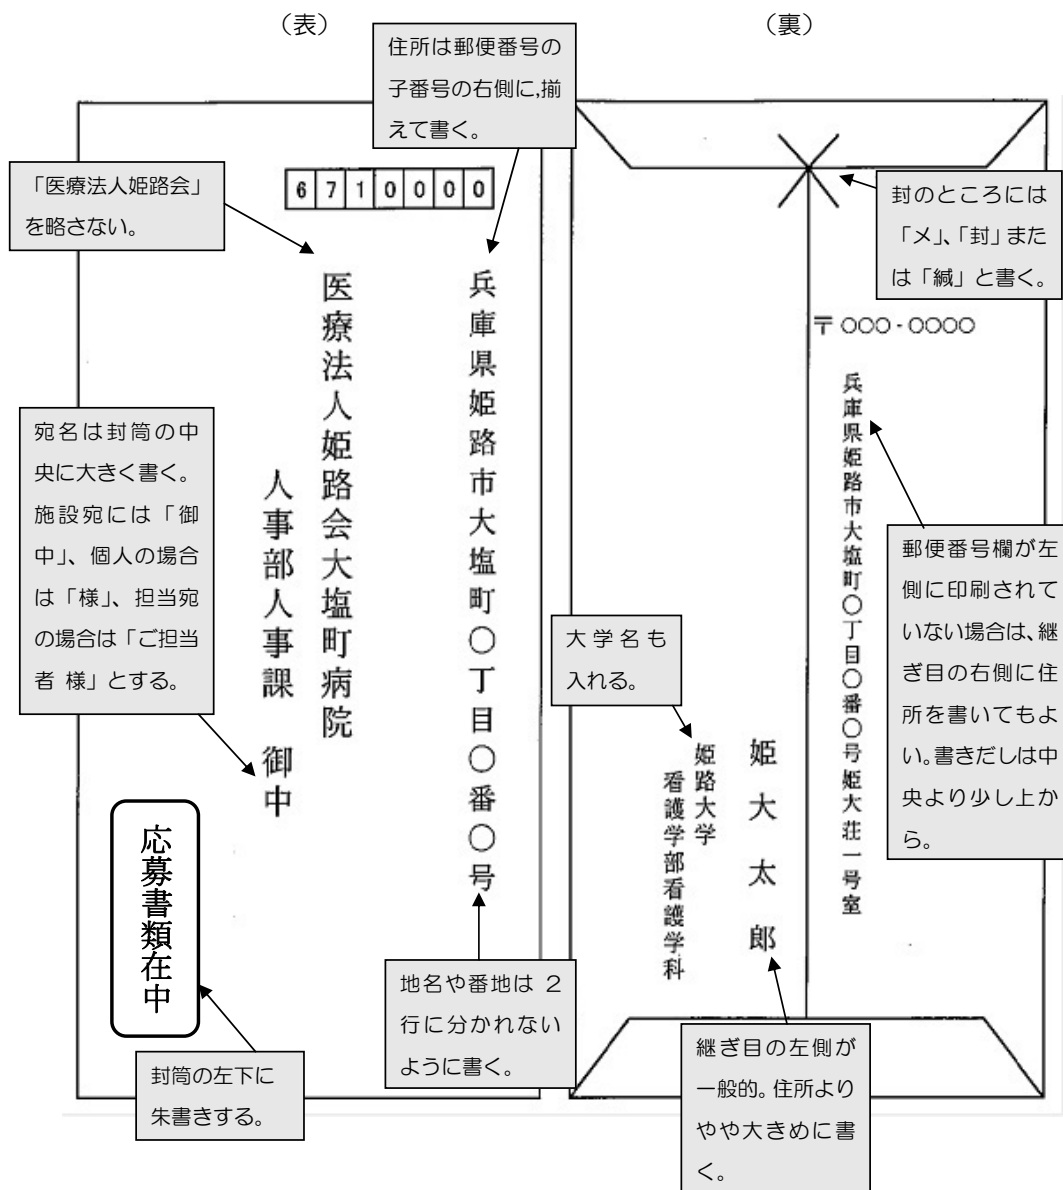 （表）
（裏）
住所は郵便番号の
子番号の右側に,揃
えて書く。
「医療法人姫路会」
を略さない。
6710000
兵庫県姫路市大塩町〇丁目〇番〇号
医療法人姫路会大塩町病院
人事部人事課　御中
宛名は封筒の中
央に大きく書く。
施設宛には「御
中」、個人の場合
は「様」、担当宛
の場合は「ご担当
者 様」とする。
応募書類在中
封筒の左下に
朱書きする。
地名や番地は 2
行に分かれない
ように書く。
封のところには
「〆」、「封」また
は「緘」と書く。
〒○○○-○○○○
兵庫県姫路市大塩町〇丁目〇番〇号姫大荘一号室
郵便番号欄が左
側に印刷されて
いない場合は、継
ぎ目の右側に住
所を書いてもよ
い。書きだしは中
央より少し上か
ら。
大学名も
入れる。
姫大太郎
姫路大学
看護学部看護学科
継ぎ目の左側が
一般的。住所より
やや大きめに書
く。